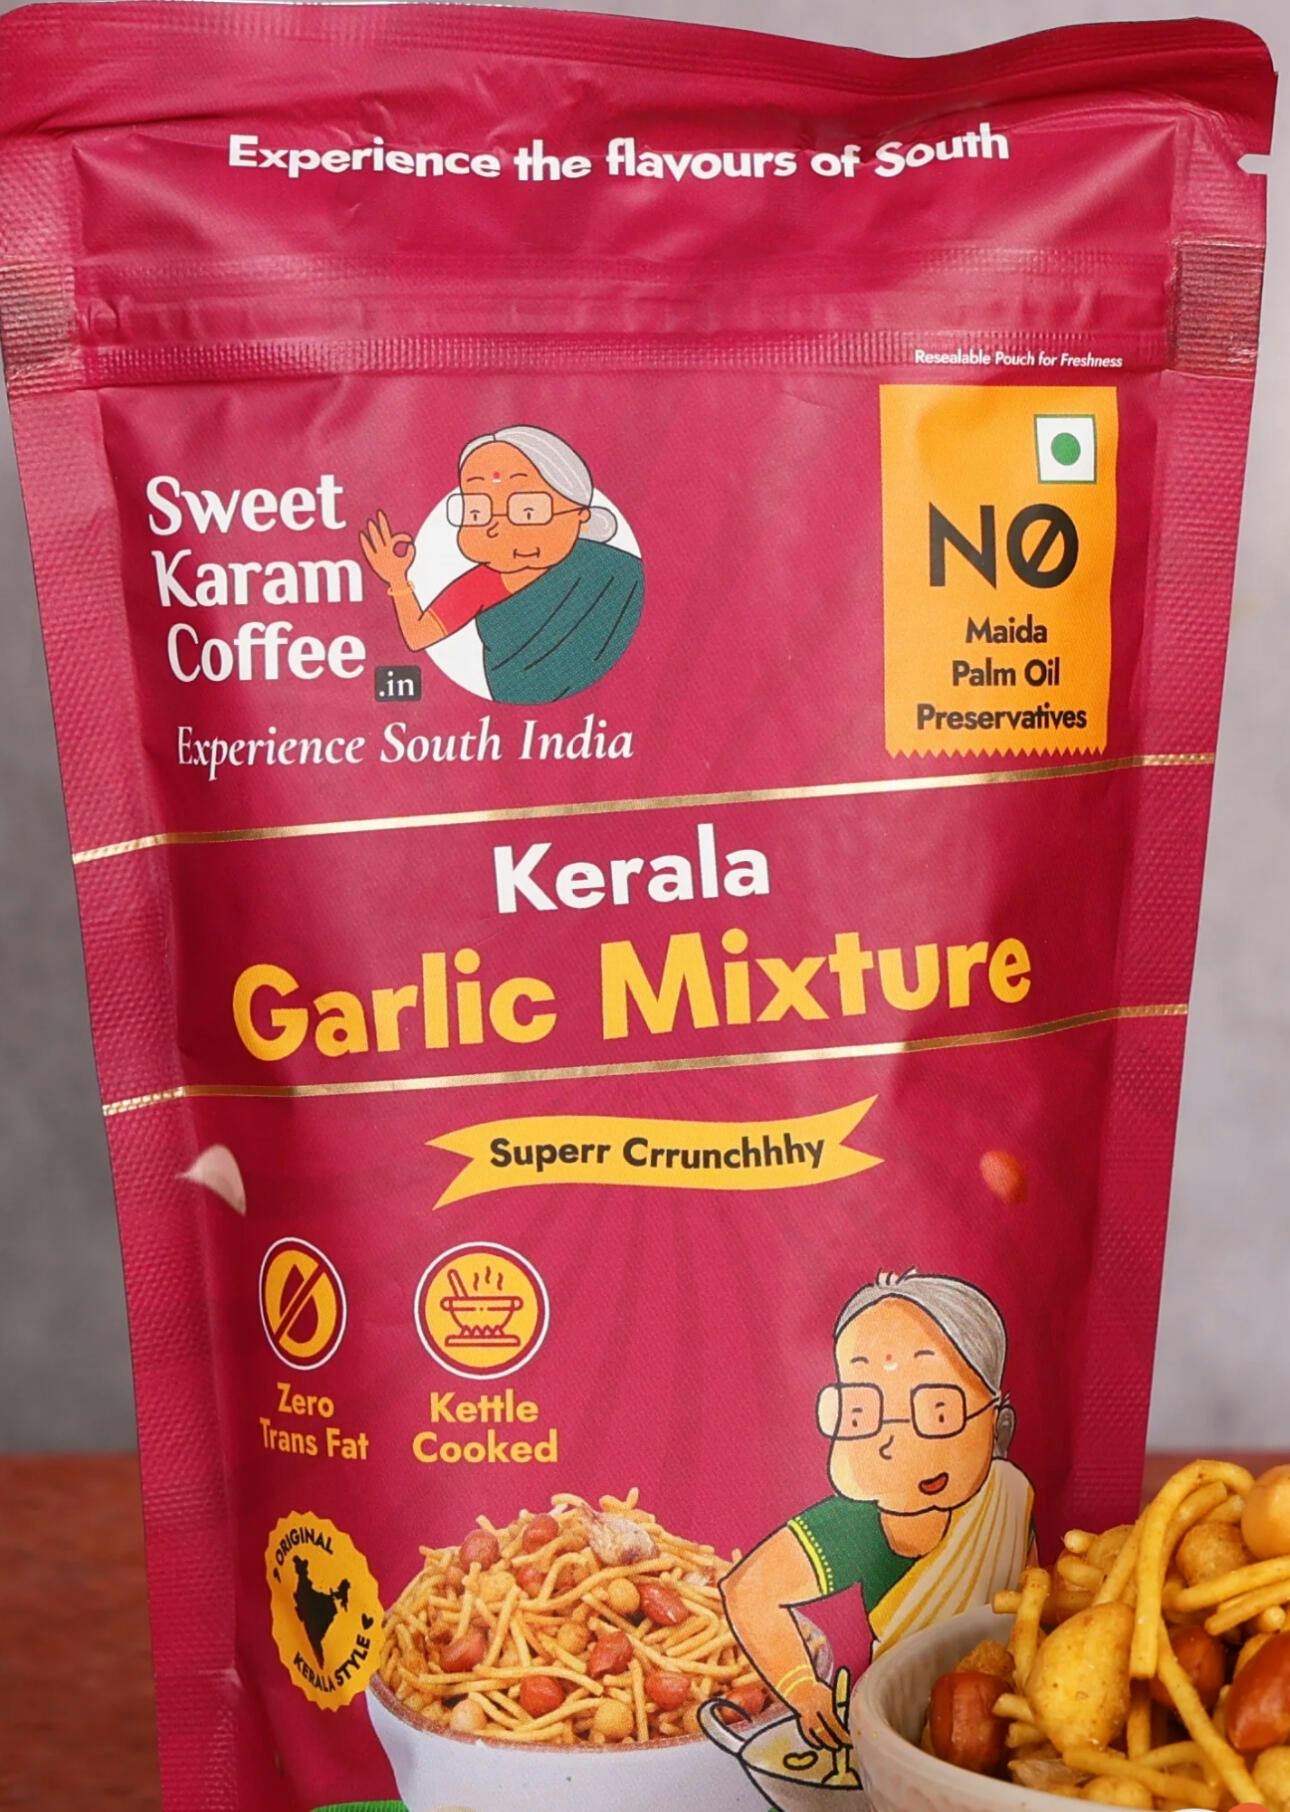 Experience the flavours of South
Resealable Pouch for Freshness
Sweet
Karam
Coffee
.in
Experience South India
NO
Maida
Palm Oil
Preservatives
Kerala
Garlic Mixture
Superr Crrunchhhy
Zero
Trans Fat
Kettle
Cooked
ORIGINAL
KERALA STYLE